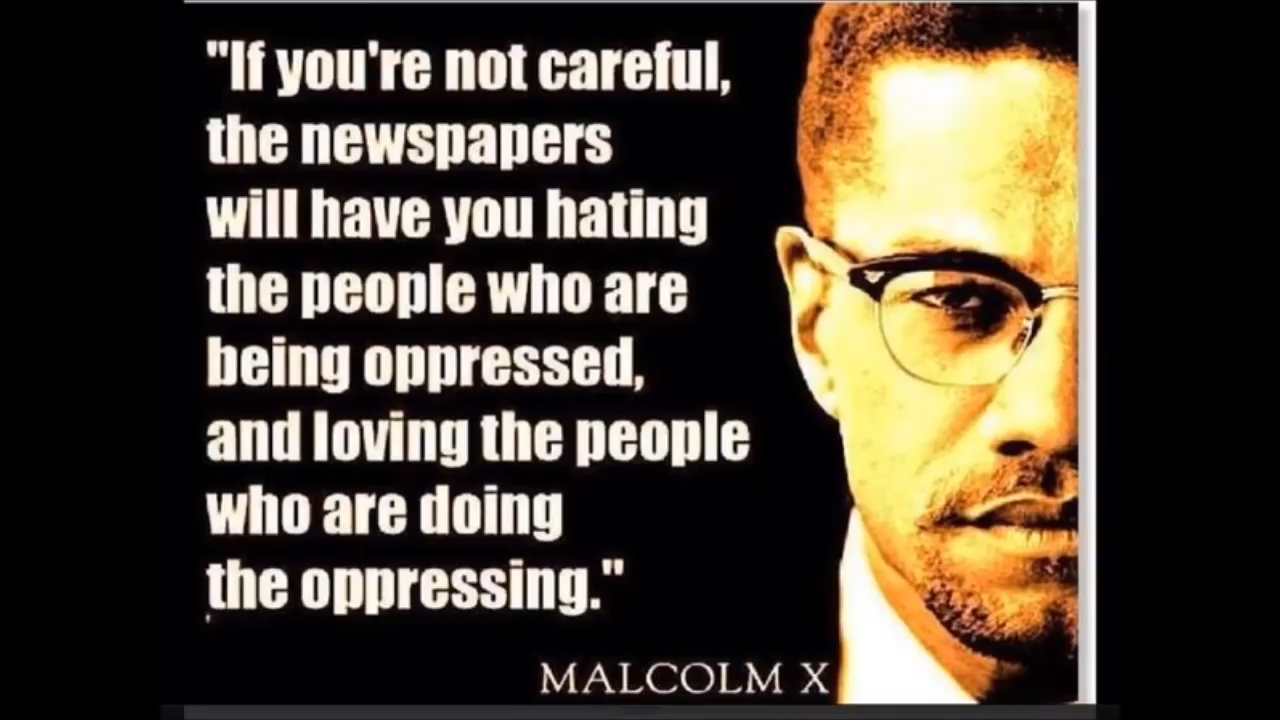 "If you're not careful,
the newspapers
will have you hating
the people who are
being oppressed,
and loving the people
who are doing
the oppressing."
MALCOLM X